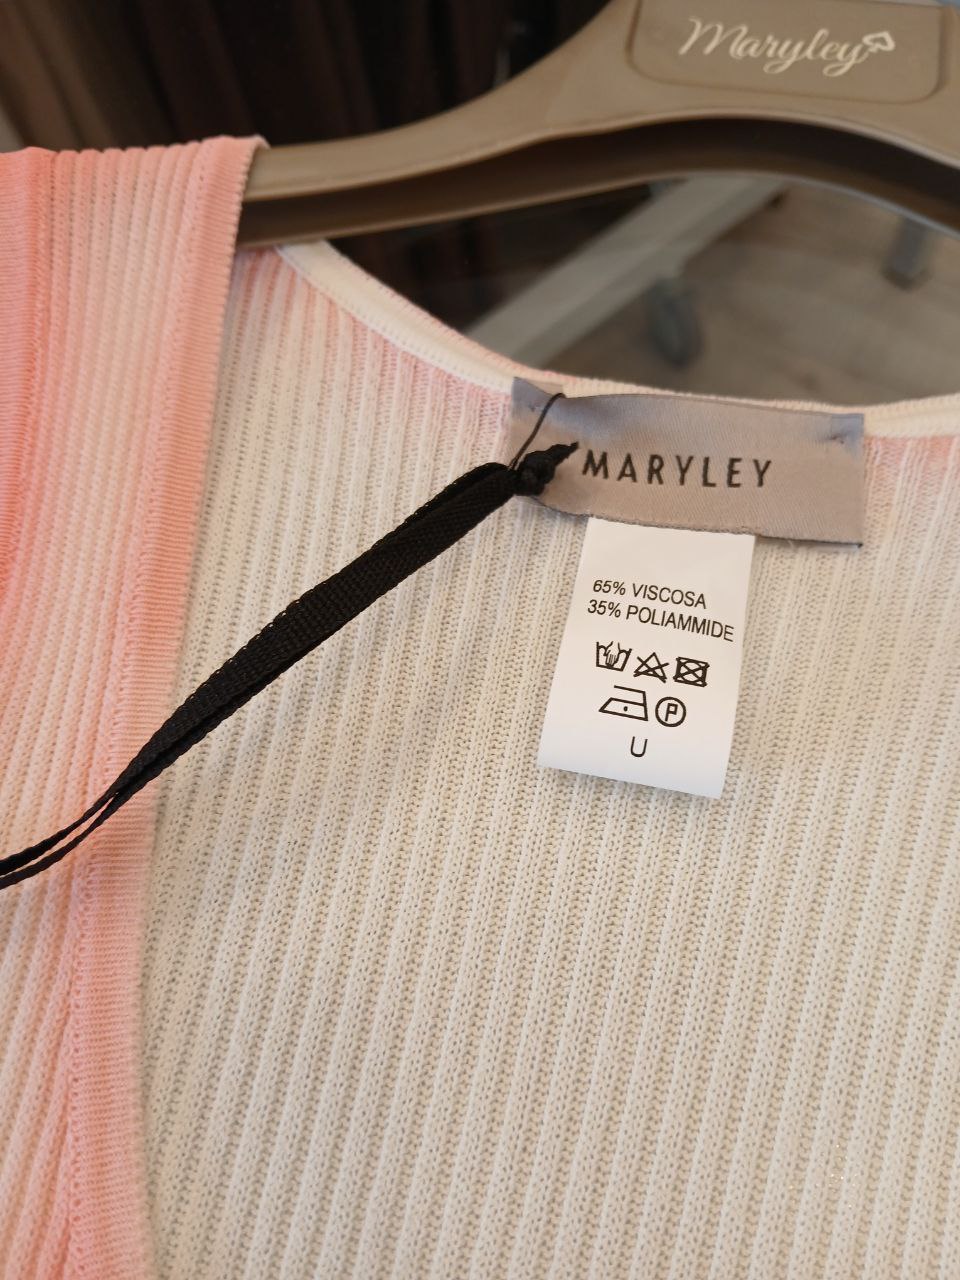 Maryley
MARYLEY
65% VISCOSA
35% POLIAMMIDE
P
U